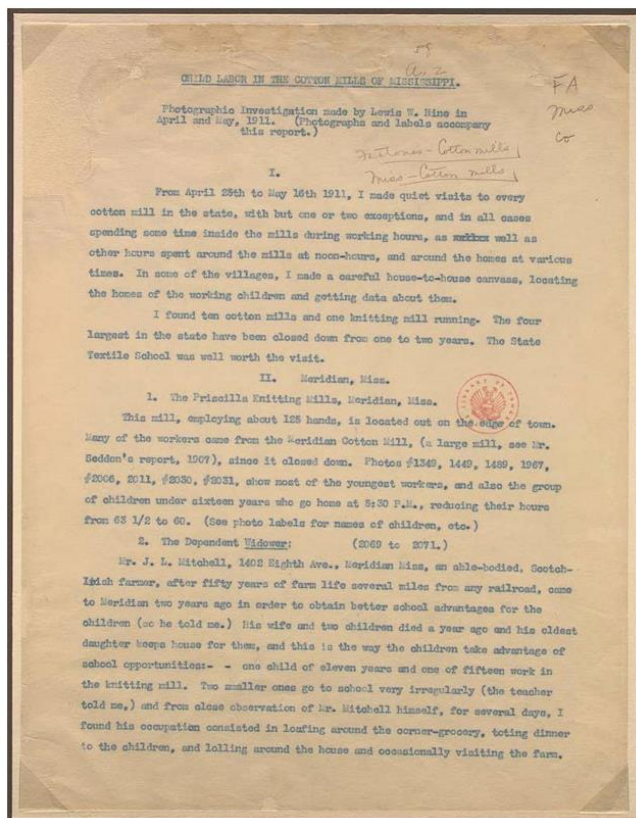 a. 2
CHILD LABOR IN THE COTTON MILLS OF MISSISSIPPI.
FA
Miss
Co
Photographic Investigation made by Lewis W. Hine in
April and May, 1911. (Photographs and labels accompany
this report.)
Cotton mills
Miss - Cotton mills
I.
From April 25th to May 16th 1911, I made quiet visits to every
cotton mill in the state, with but one or two exceptions, and in all cases
spending some time inside the mills during working hours, as well as
other hours spent around the mills at noon-hours, and around the homes at various
times. In some of the villages, I made a careful house-to-house canvass, locating
the homes of the working children and getting data about them.
I found ten cotton mills and one knitting mill running. The four
largest in the state have been closed down from one to two years. The State
Textile School was well worth the visit.
II. Meridian, Miss.
1. The Priscilla Knitting Mills, Meridian, Miss.
This mill, employing about 125 hands, is located out on the edge of town.
Many of the workers came from the Meridian Cotton Mill, (a large mill, see Mr.
Seddon's report, 1907), since it closed down. Photos #1349, 1449, 1489, 1967,
#2006, 2011, #2030, #2031, show most of the youngest workers, and also the group
of children under sixteen years who go home at 5:30 P.M., reducing their hours
from 63 1/2 to 60. (See photo labels for names of children, etc.)
2. The Dependent Widower: (2069 to 2071.)
Mr. J. L. Mitchell, 1402 Eighth Ave., Meridian Miss, an able-bodied, Scotch-
Irish farmer, after fifty years of farm life several miles from any railroad, came
to Meridian two years ago in order to obtain better school advantages for the
children (so he told me.) His wife and two children died a year ago and his oldest
daughter keeps house for them, and this is the way the children take advantage of
school opportunities:- - one child of eleven years and one of fifteen work in
the knitting mill. Two smaller ones go to school very irregularly (the teacher
told me,) and from close observation of Mr. Mitchell himself, for several days, I
found his occupation consisted in loafing around the corner-grocery, toting dinner
to the children, and lolling around the house and occasionally visiting the farm.